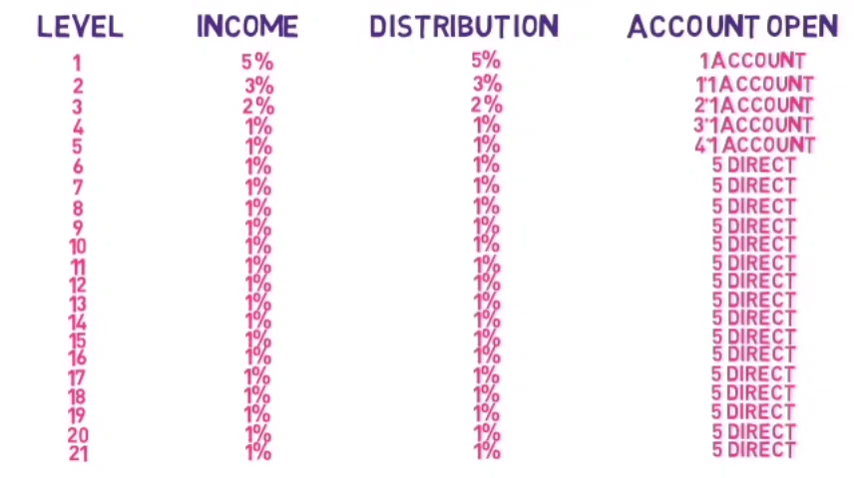 LEVEL INCOME DISTRIBUTION ACCOUNT OPEN
1 5% 5% 1 ACCOUNT
2 3% 3% 1*1 ACCOUNT
3 2% 2% 2*1 ACCOUNT
4 1% 1% 3*1 ACCOUNT
5 1% 1% 4*1 ACCOUNT
6 1% 1% 5 DIRECT
7 1% 1% 5 DIRECT
8 1% 1% 5 DIRECT
9 1% 1% 5 DIRECT
10 1% 1% 5 DIRECT
11 1% 1% 5 DIRECT
12 1% 1% 5 DIRECT
13 1% 1% 5 DIRECT
14 1% 1% 5 DIRECT
15 1% 1% 5 DIRECT
16 1% 1% 5 DIRECT
17 1% 1% 5 DIRECT
18 1% 1% 5 DIRECT
19 1% 1% 5 DIRECT
20 1% 1% 5 DIRECT
21 1% 1% 5 DIRECT